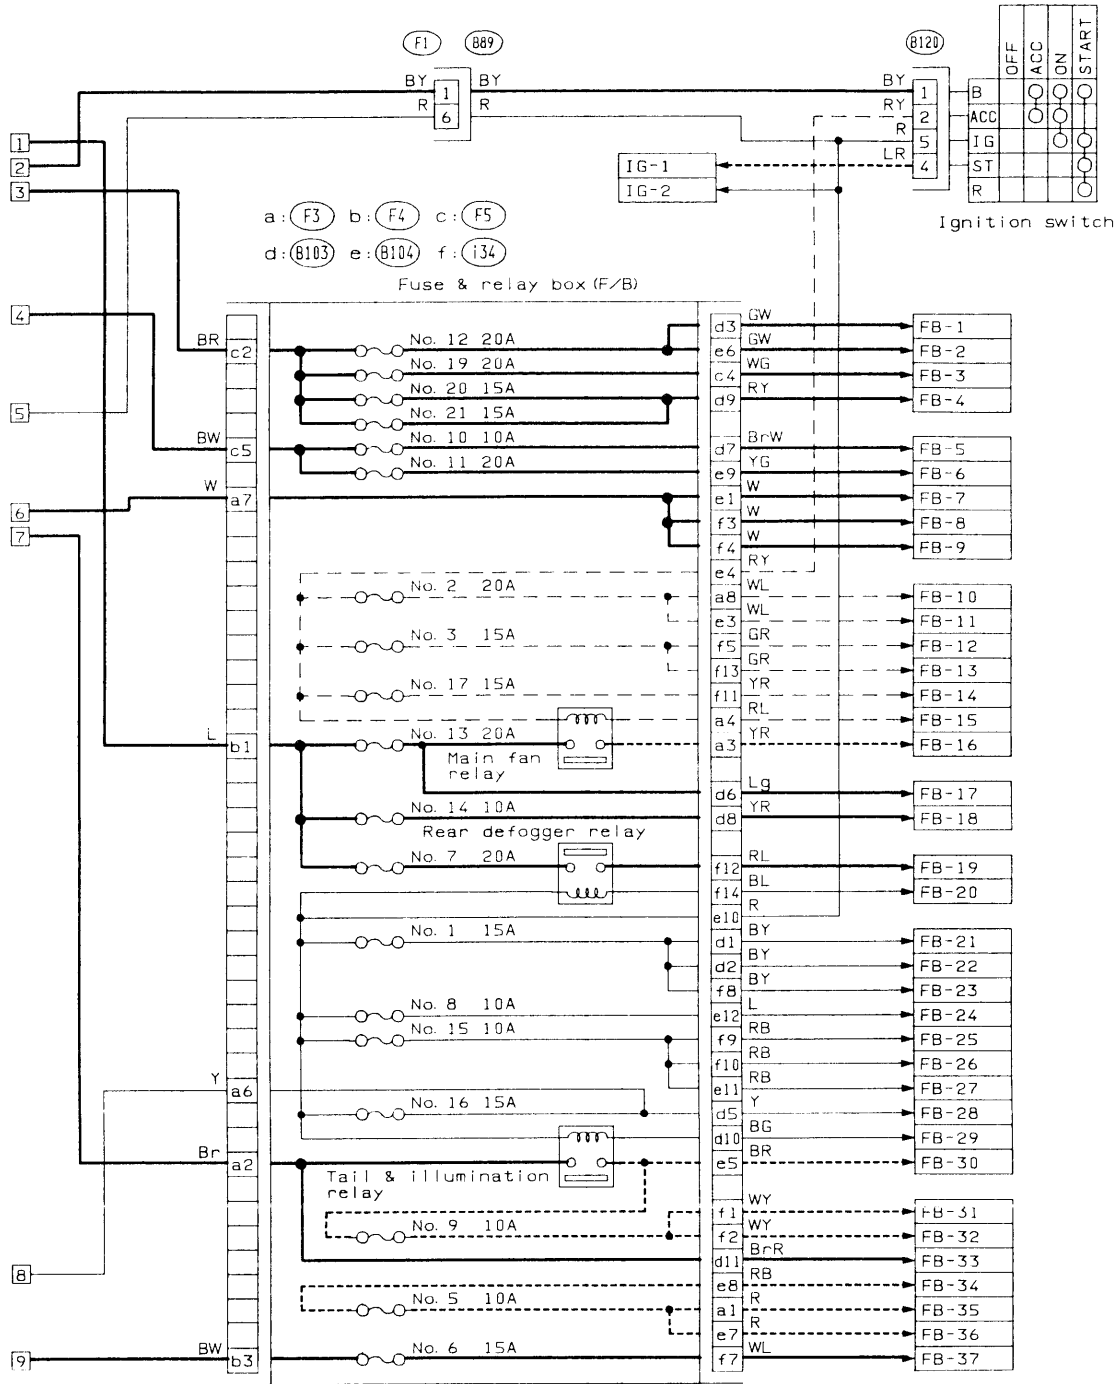 F1 B89 B120
OFF ACC ON START
BY 1 BY BY 1 B
R 6 R RY 2 ACC
R 5 IG
LR 4 ST
R
1
2
3
IG-1
IG-2
Ignition switch
a: F3 b: F4 c: F5
d: B103 e: B104 f: i34
Fuse & relay box (F/B)
4 d3 GW FB-1
BR c2 No. 12 20A e6 GW FB-2
No. 19 20A c4 WG FB-3
No. 20 15A d9 RY FB-4
5 No. 21 15A
BW c5 No. 10 10A d7 BrW FB-5
No. 11 20A e9 YG FB-6
W a7 e1 W FB-7
6 f3 W FB-8
7 f4 W FB-9
e4 RY
No. 2 20A a8 WL FB-10
e3 WL FB-11
No. 3 15A f5 GR FB-12
f13 GR FB-13
No. 17 15A f11 YR FB-14
a4 RL FB-15
L b1 No. 13 20A a3 YR FB-16
Main fan
relay
d6 Lg FB-17
No. 14 10A d8 YR FB-18
Rear defogger relay
No. 7 20A f12 RL FB-19
f14 BL FB-20
e10 R
No. 1 15A d1 BY FB-21
d2 BY FB-22
f8 BY FB-23
No. 8 10A e12 L FB-24
No. 15 10A f9 RB FB-25
f10 RB FB-26
Y a6 e11 RB FB-27
No. 16 15A d5 Y FB-28
d10 BG FB-29
Br a2 e5 BR FB-30
Tail & illumination
relay
f1 WY FB-31
No. 9 10A f2 WY FB-32
d11 BrR FB-33
8 e8 RB FB-34
No. 5 10A a1 R FB-35
e7 R FB-36
9 BW b3 No. 6 15A f7 WL FB-37